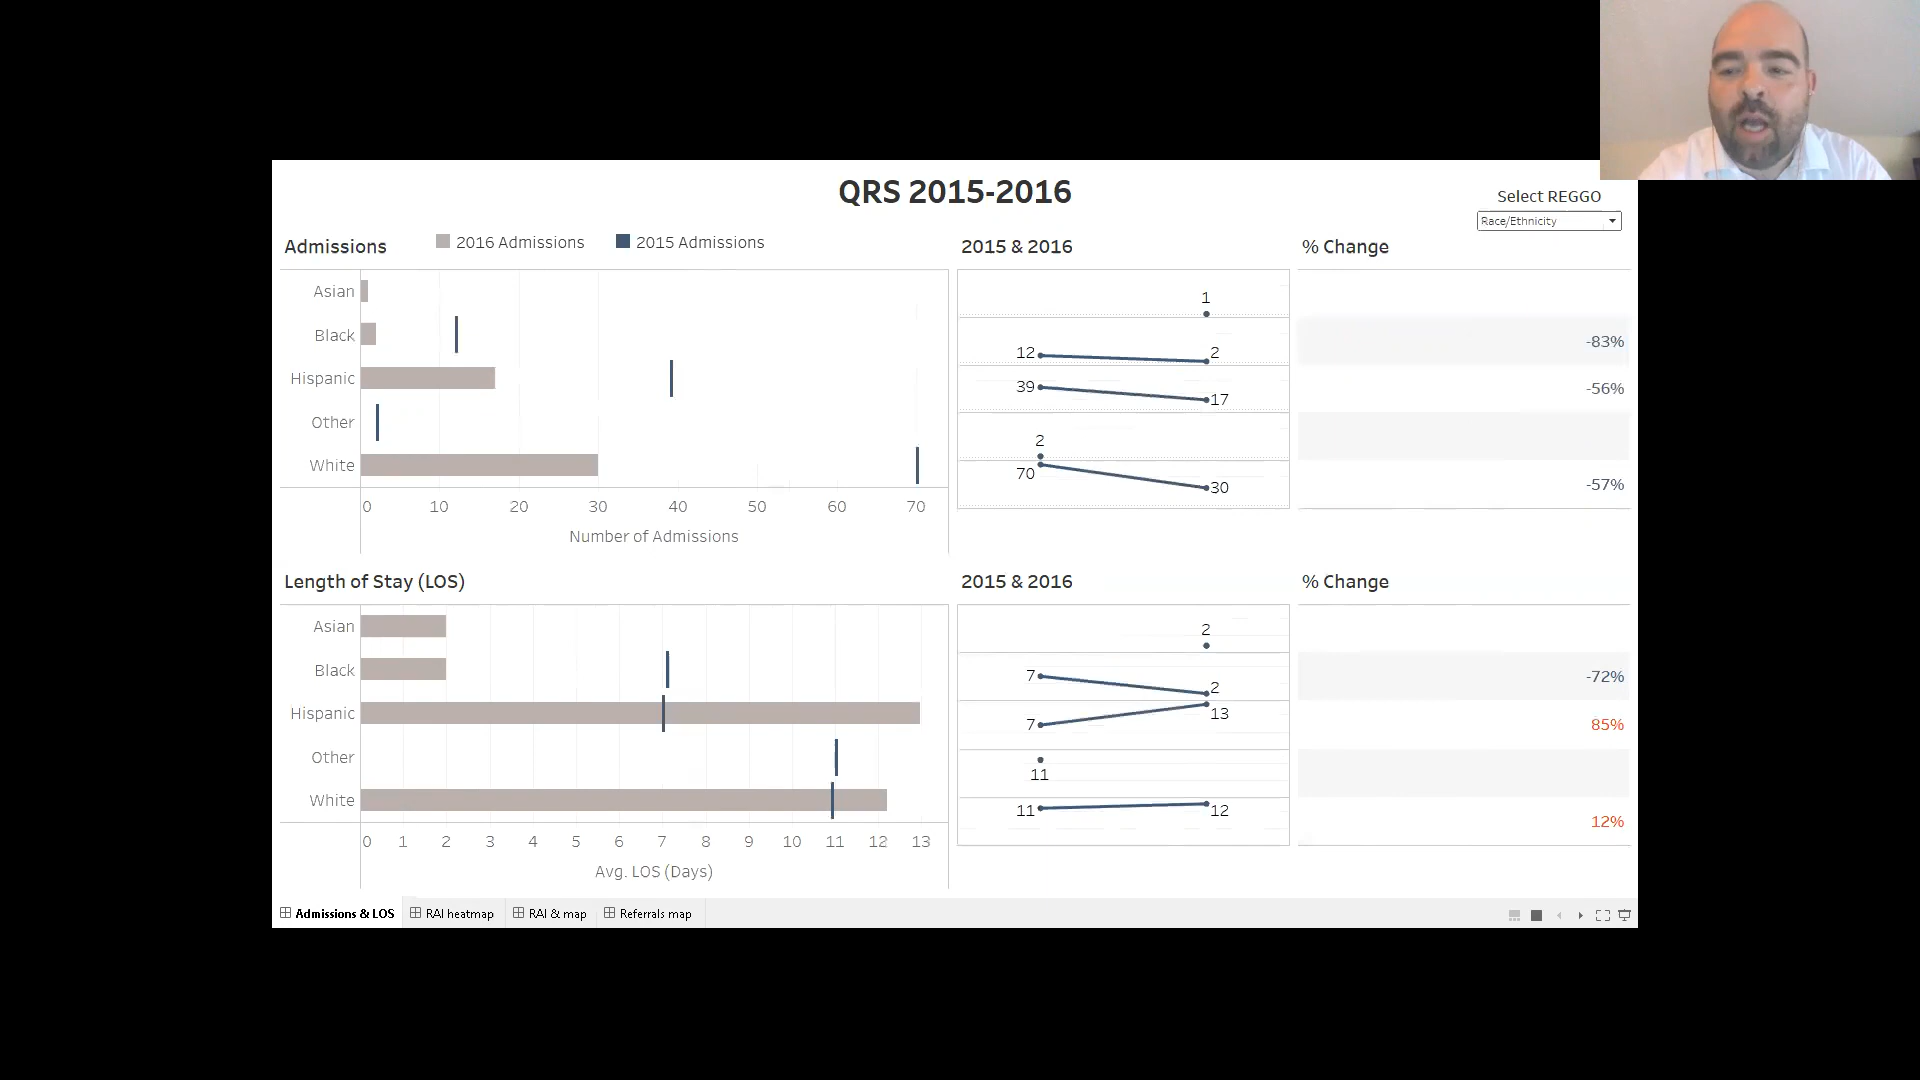 QRS 2015-2016
Select REGGO
Race/Ethnicity
Admissions
2016 Admissions
2015 Admissions
2015 & 2016
% Change
Asian
Black
Hispanic
Other
White
0 10 20 30 40 50 60 70
Number of Admissions
1
12 2
39 17
2
70 30
-83%
-56%
-57%
Length of Stay (LOS)
2015 & 2016
% Change
Asian
Black
Hispanic
Other
White
0 1 2 3 4 5 6 7 8 9 10 11 12 13
Avg. LOS (Days)
2
7 2
7 13
11
11 12
-72%
85%
12%
Admissions & LOS
RAI heatmap
RAI & map
Referrals map